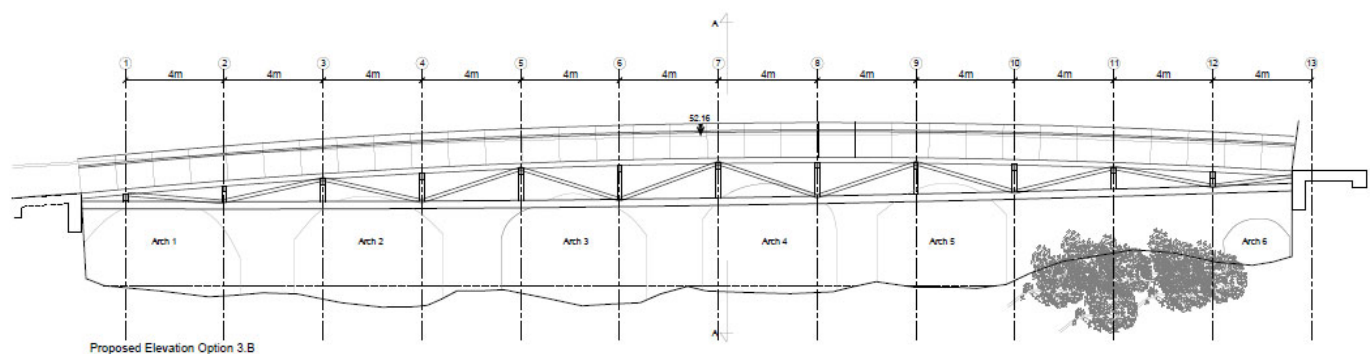 A
1 2 3 4 5 6 7 8 9 10 11 12 13
4m 4m 4m 4m 4m 4m 4m 4m 4m 4m 4m 4m
52.16
Arch 1 Arch 2 Arch 3 Arch 4 Arch 5 Arch 6
A
Proposed Elevation Option 3.B